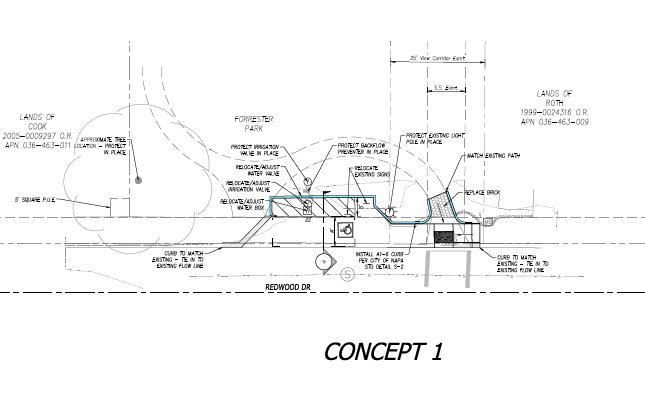 25' View Corridor Esmt.
S.S. Esmt.
LANDS OF
COOK
2005-0009297 O.R.
APN 036-463-011
APPROXIMATE TREE
LOCATION - PROTECT
IN PLACE
FORRESTER
PARK
LANDS OF
ROTH
1999-0024316 O.R.
APN 036-463-009
PROTECT IRRIGATION
VALVE IN PLACE
PROTECT BACKFLOW
PREVENTER IN PLACE
PROTECT EXISTING LIGHT
POLE IN PLACE
MATCH EXISTING PATH
RELOCATE/ADJUST
WATER VALVE
RELOCATE
EXISTING SIGNS
RELOCATE/ADJUST
IRRIGATION VALVE
REPLACE BRICK
5' SQUARE P.U.E.
RELOCATE/ADJUST
WATER BOX
CURB TO MATCH
EXISTING - TIE IN TO
EXISTING FLOW LINE
INSTALL A1-6 CURB
PER CITY OF NAPA
STD DETAIL S-2
CURB TO MATCH
EXISTING - TIE IN TO
EXISTING FLOW LINE
S
REDWOOD DR
CONCEPT 1